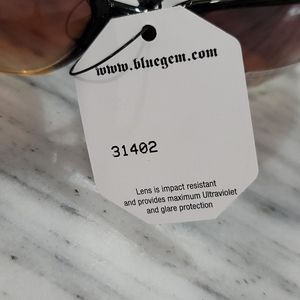 www.bluegem.com
31402
Lens is impact resistant
and provides maximum Ultraviolet
and glare protection